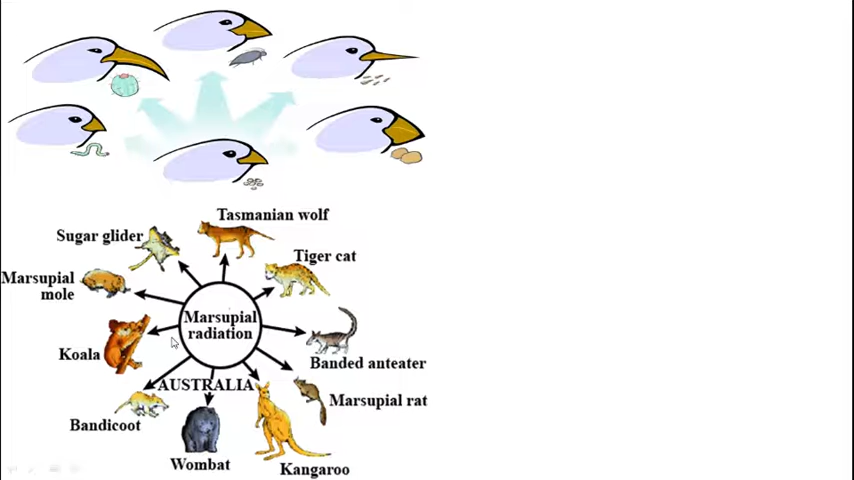 Tasmanian wolf
Sugar glider
Tiger cat
Marsupial
mole
Marsupial
radiation
Koala
Banded anteater
AUSTRALIA
Marsupial rat
Bandicoot
Wombat
Kangaroo